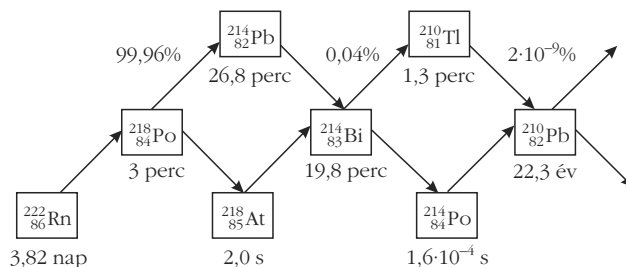 ²¹⁴₈₂Pb
²¹⁰₈₁Tl
99,96%
0,04%
2·10⁻⁹%
26,8 perc
1,3 perc
²¹⁸₈₄Po
²¹⁴₈₃Bi
²¹⁰₈₂Pb
3 perc
19,8 perc
22,3 év
²²²₈₆Rn
²¹⁸₈₅At
²¹⁴₈₄Po
3,82 nap
2,0 s
1,6·10⁻⁴ s